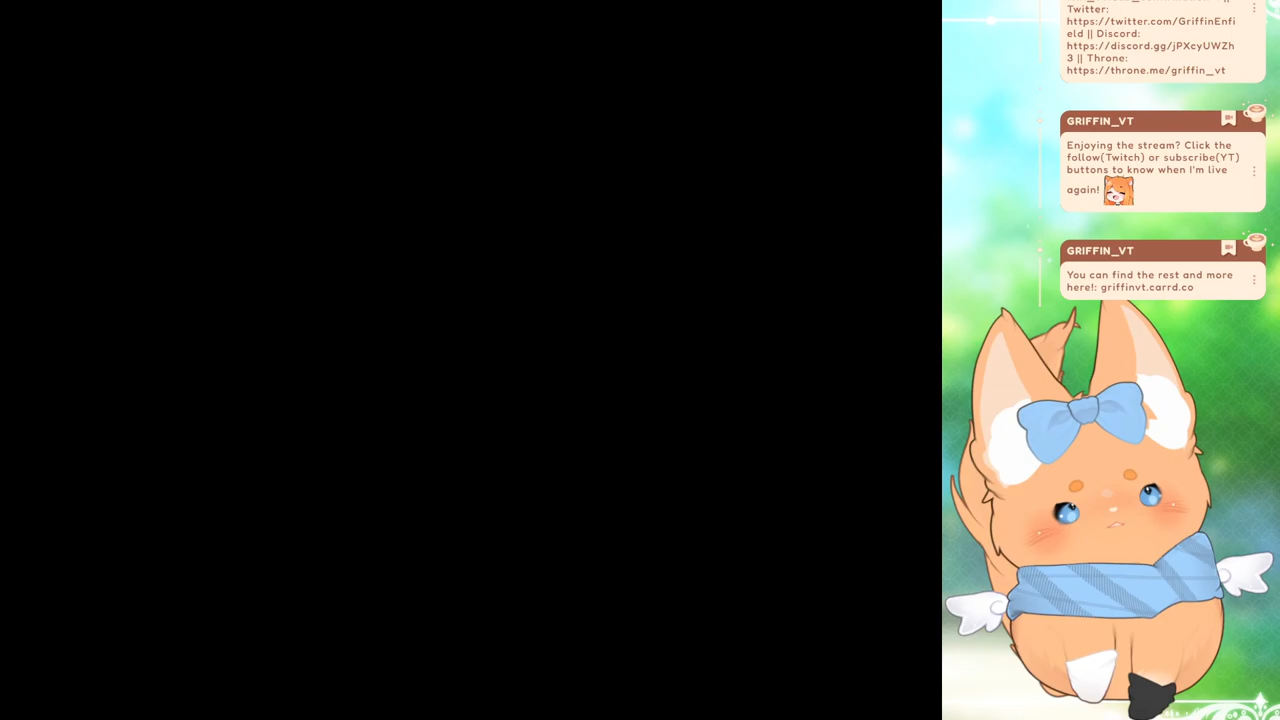 Twitter:
https://twitter.com/GriffinEnfi
eld || Discord:
https://discord.gg/jPXcyUWZh
3 || Throne:
https://throne.me/griffin_vt
GRIFFIN_VT
Enjoying the stream? Click the
follow(Twitch) or subscribe(YT)
buttons to know when I'm live
again!
GRIFFIN_VT
You can find the rest and more
here!: griffinvt.carrd.co